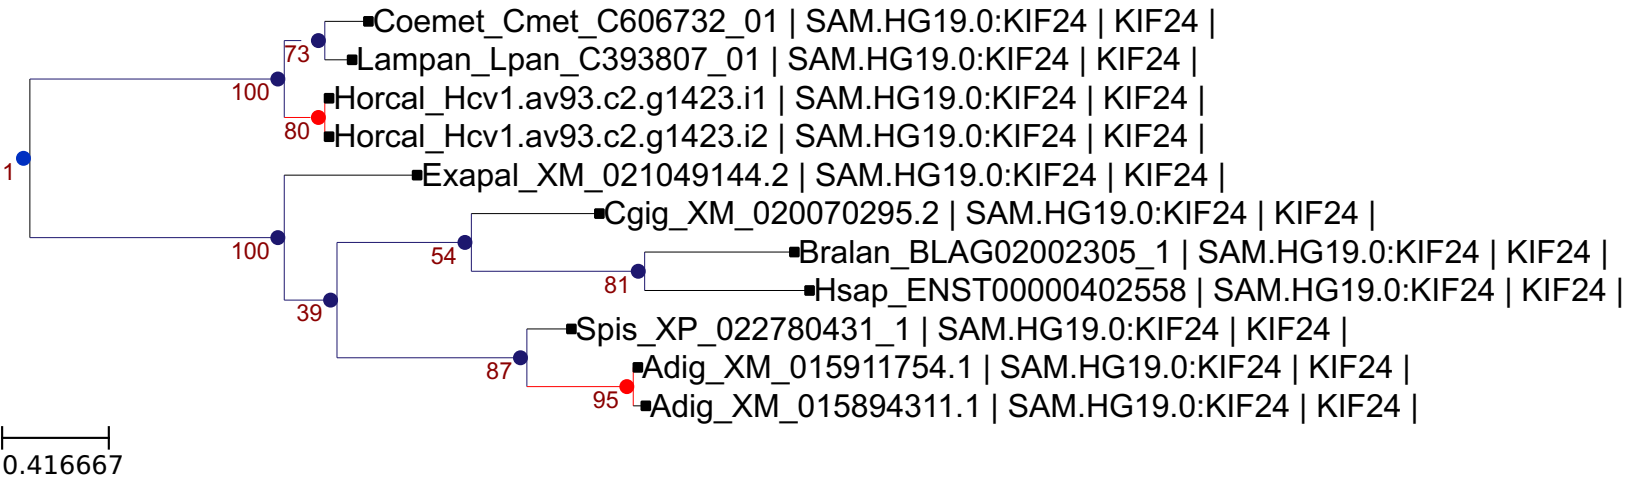 Coemet_Cmet_C606732_01 | SAM.HG19.0:KIF24 | KIF24 |
73
Lampan_Lpan_C393807_01 | SAM.HG19.0:KIF24 | KIF24 |
100
Horcal_Hcv1.av93.c2.g1423.i1 | SAM.HG19.0:KIF24 | KIF24 |
80
Horcal_Hcv1.av93.c2.g1423.i2 | SAM.HG19.0:KIF24 | KIF24 |
1
Exapal_XM_021049144.2 | SAM.HG19.0:KIF24 | KIF24 |
Cgig_XM_020070295.2 | SAM.HG19.0:KIF24 | KIF24 |
100
54
Bralan_BLAG02002305_1 | SAM.HG19.0:KIF24 | KIF24 |
81
Hsap_ENST00000402558 | SAM.HG19.0:KIF24 | KIF24 |
39
Spis_XP_022780431_1 | SAM.HG19.0:KIF24 | KIF24 |
87
Adig_XM_015911754.1 | SAM.HG19.0:KIF24 | KIF24 |
95
Adig_XM_015894311.1 | SAM.HG19.0:KIF24 | KIF24 |
0.416667